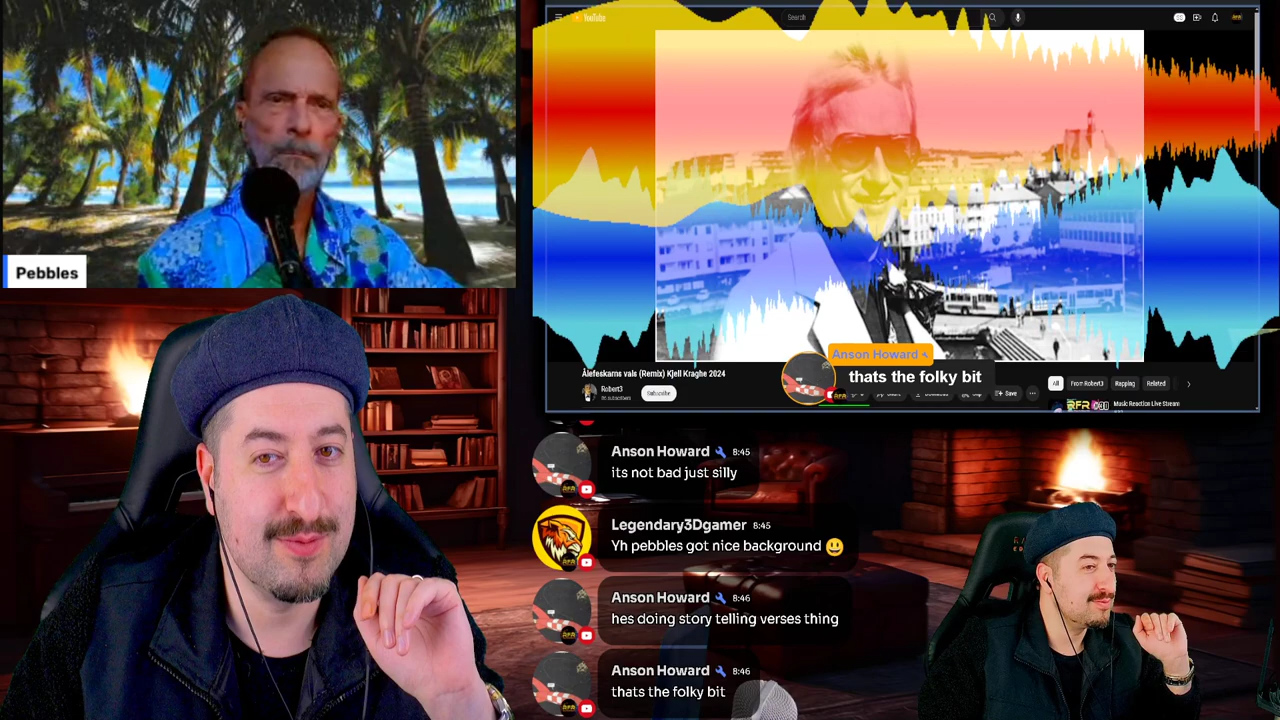 YouTube
Search
Pebbles
Anson Howard
thats the folky bit
Ålefeskarns vals (Remix) Kjell Kraghe 2024
Robert3
Subscribe
Save
All
From Robert3
Rapping
Related
Music Reaction Live Stream
Anson Howard 8:45
its not bad just silly
Legendary3Dgamer 8:45
Yh pebbles got nice background 😃
Anson Howard 8:46
hes doing story telling verses thing
Anson Howard 8:46
thats the folky bit